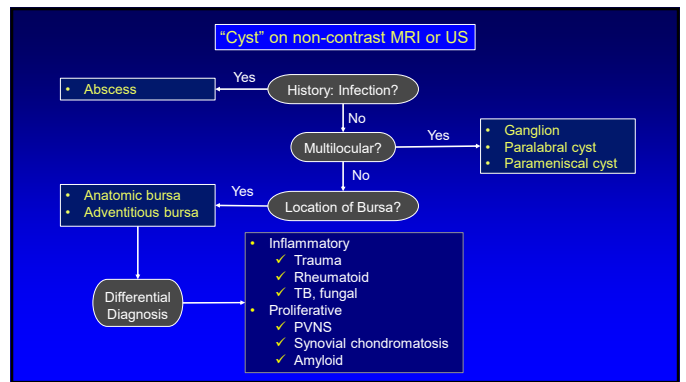 “Cyst” on non-contrast MRI or US
Yes
• Abscess
History: Infection?
No
Yes
• Ganglion
• Paralabral cyst
• Parameniscal cyst
Multilocular?
No
Yes
• Anatomic bursa
• Adventitious bursa
Location of Bursa?
• Inflammatory
✓ Trauma
✓ Rheumatoid
✓ TB, fungal
• Proliferative
✓ PVNS
✓ Synovial chondromatosis
✓ Amyloid
Differential
Diagnosis